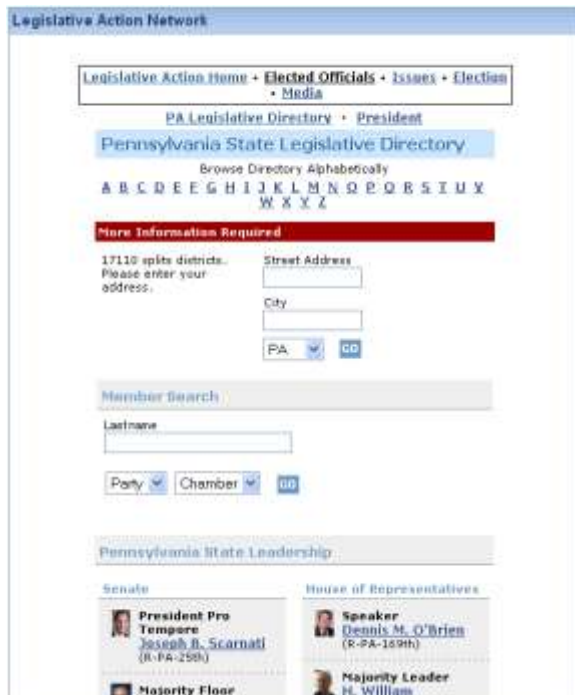 Legislative Action Network
Legislative Action Home • Elected Officials • Issues • Election
• Media
PA Legislative Directory • President
Pennsylvania State Legislative Directory
Browse Directory Alphabetically
A B C D E F G H I J K L M N O P Q R S T U V
W X Y Z
More Information Required
17110 splits districts.
Please enter your
address.
Street Address
City
PA GO
Member Search
Lastname
Party Chamber GO
Pennsylvania State Leadership
Senate
President Pro
Tempore
Joseph B. Scarnati
(R-PA-25th)
Majority Floor
House of Representatives
Speaker
Dennis M. O'Brien
(R-PA-169th)
Majority Leader
H. William